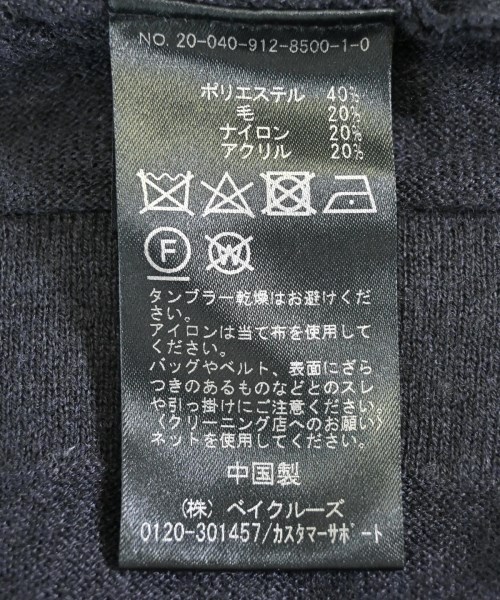 NO. 20-040-912-8500-1-0
ポリエステル 40%
毛 20%
ナイロン 20%
アクリル 20%
F
W
タンブラー乾燥はお避けくだ
さい。
アイロンは当て布を使用して
ください。
バッグやベルト、表面にざら
つきのあるものなどとのスレ
や引っ掛けにご注意ください。
〈クリーニング店へのお願い〉
ネットを使用してください。
中国製
(株) ベイクルーズ
0120-301457/カスタマーサポート